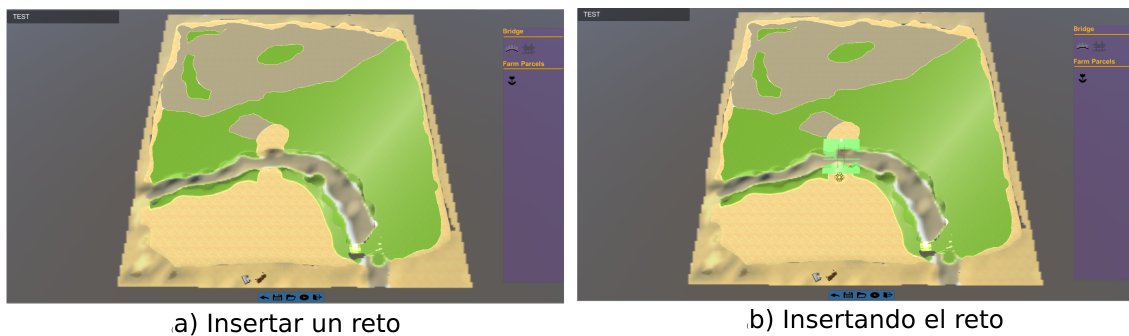 TEST
Bridge
Farm Parcels
TEST
Bridge
Farm Parcels
a) Insertar un reto
b) Insertando el reto